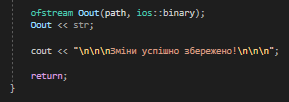 ofstream Oout(path, ios::binary);
Oout << str;
cout << "\n\n\nЗміни успішно збережено!\n\n\n";
return;
}